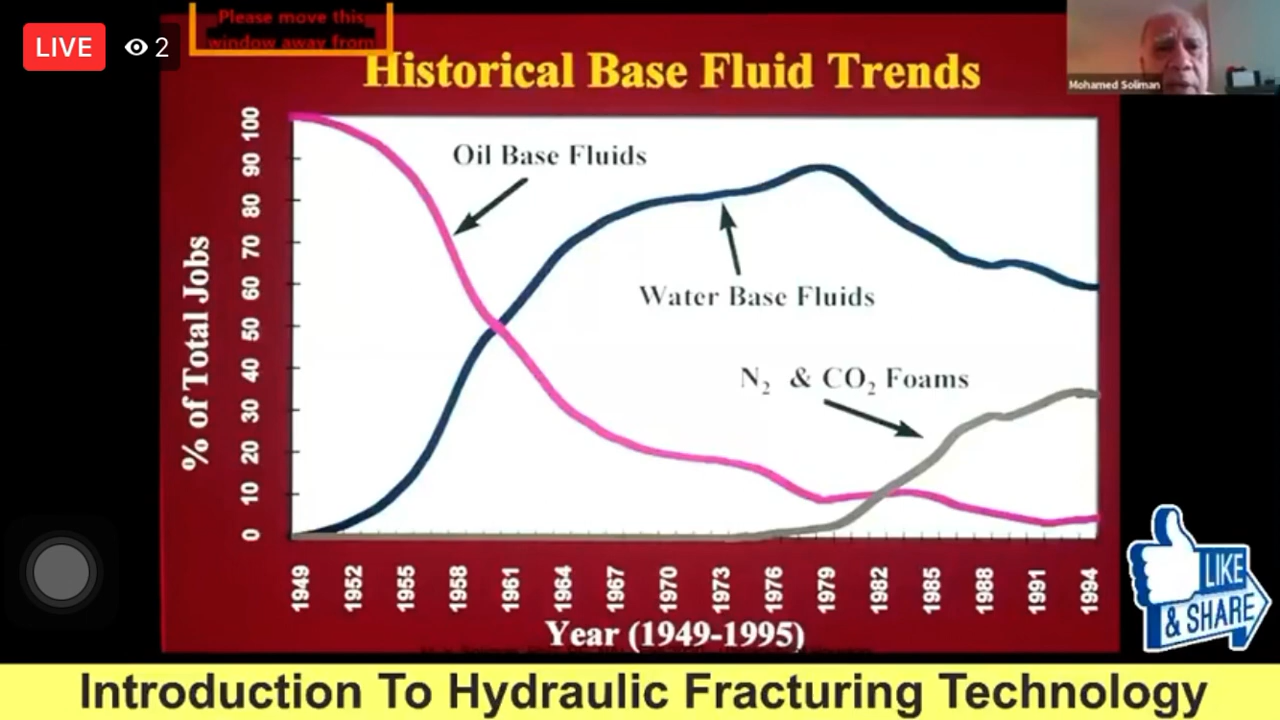 LIVE
2
Please move this
window away from
Historical Base Fluid Trends
Mohamed Soliman
% of Total Jobs
100
90
80
70
60
50
40
30
20
10
0
Oil Base Fluids
Water Base Fluids
N₂ & CO₂ Foams
1949
1952
1955
1958
1961
1964
1967
1970
1973
1976
1979
1982
1985
1988
1991
1994
Year (1949-1995)
LIKE
& SHARE
Introduction To Hydraulic Fracturing Technology